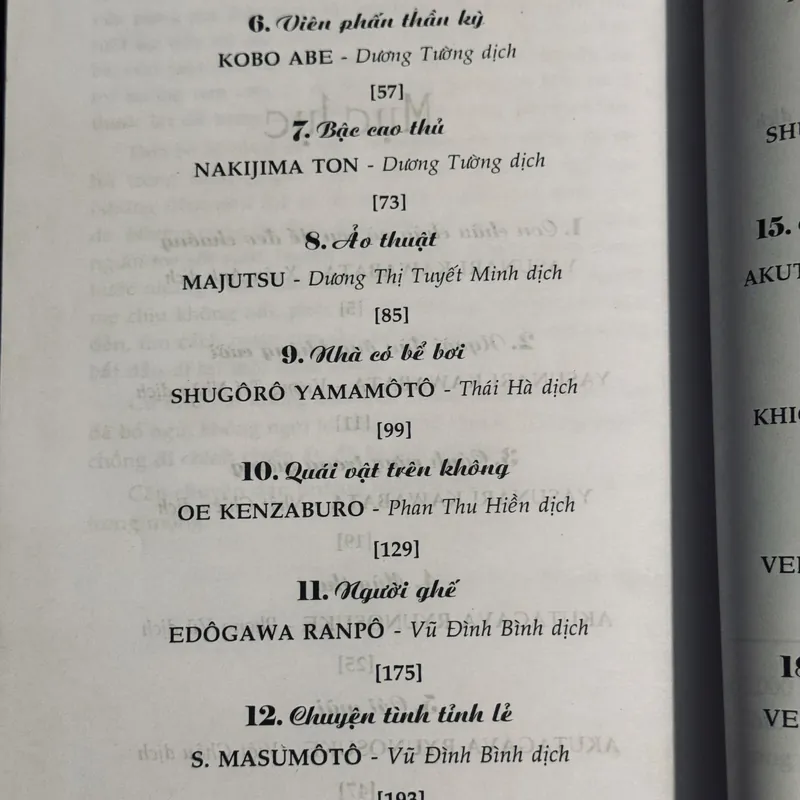 6. Viên phấn thần kỳ
KOBO ABE - Dương Tường dịch
[57]
7. Bậc cao thủ
NAKIJIMA TON - Dương Tường dịch
[73]
8. Ảo thuật
MAJUTSU - Dương Thị Tuyết Minh dịch
[85]
9. Nhà có bể bơi
SHUGÔRÔ YAMAMÔTÔ - Thái Hà dịch
[99]
10. Quái vật trên không
OE KENZABURO - Phan Thu Hiền dịch
[129]
11. Người ghế
EDÔGAWA RANPÔ - Vũ Đình Bình dịch
[175]
12. Chuyện tình tỉnh lẻ
S. MASUMÔTÔ - Vũ Đình Bình dịch
[193]
15.